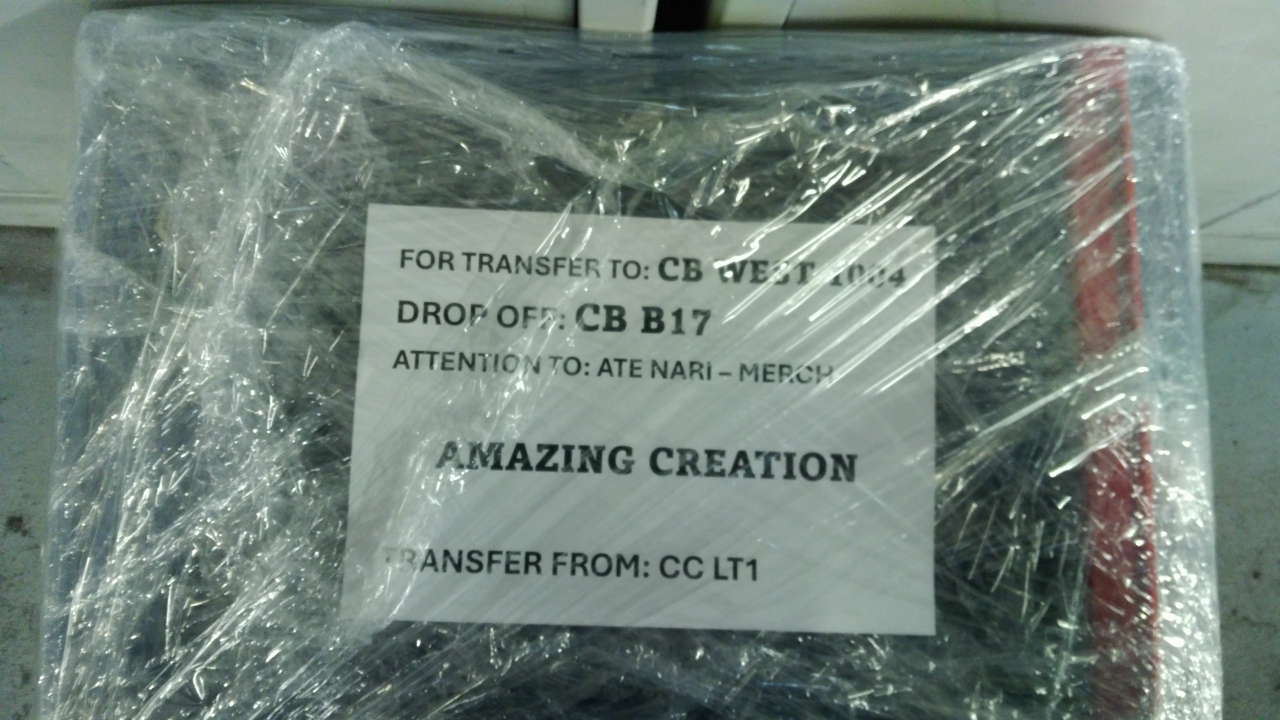 FOR TRANSFER TO: CB WEST 1004
DROP OFF: CB B17
ATTENTION TO: ATE NARI – MERCH
AMAZING CREATION
TRANSFER FROM: CC LT1